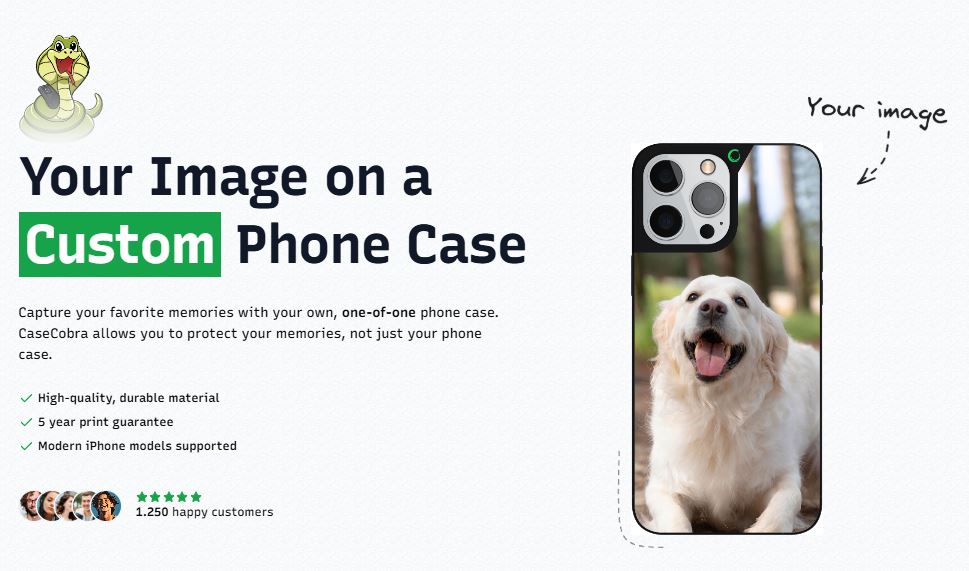 Your image
Your Image on a
Custom Phone Case
Capture your favorite memories with your own, one-of-one phone case.
CaseCobra allows you to protect your memories, not just your phone
case.
High-quality, durable material
5 year print guarantee
Modern iPhone models supported
1.250 happy customers